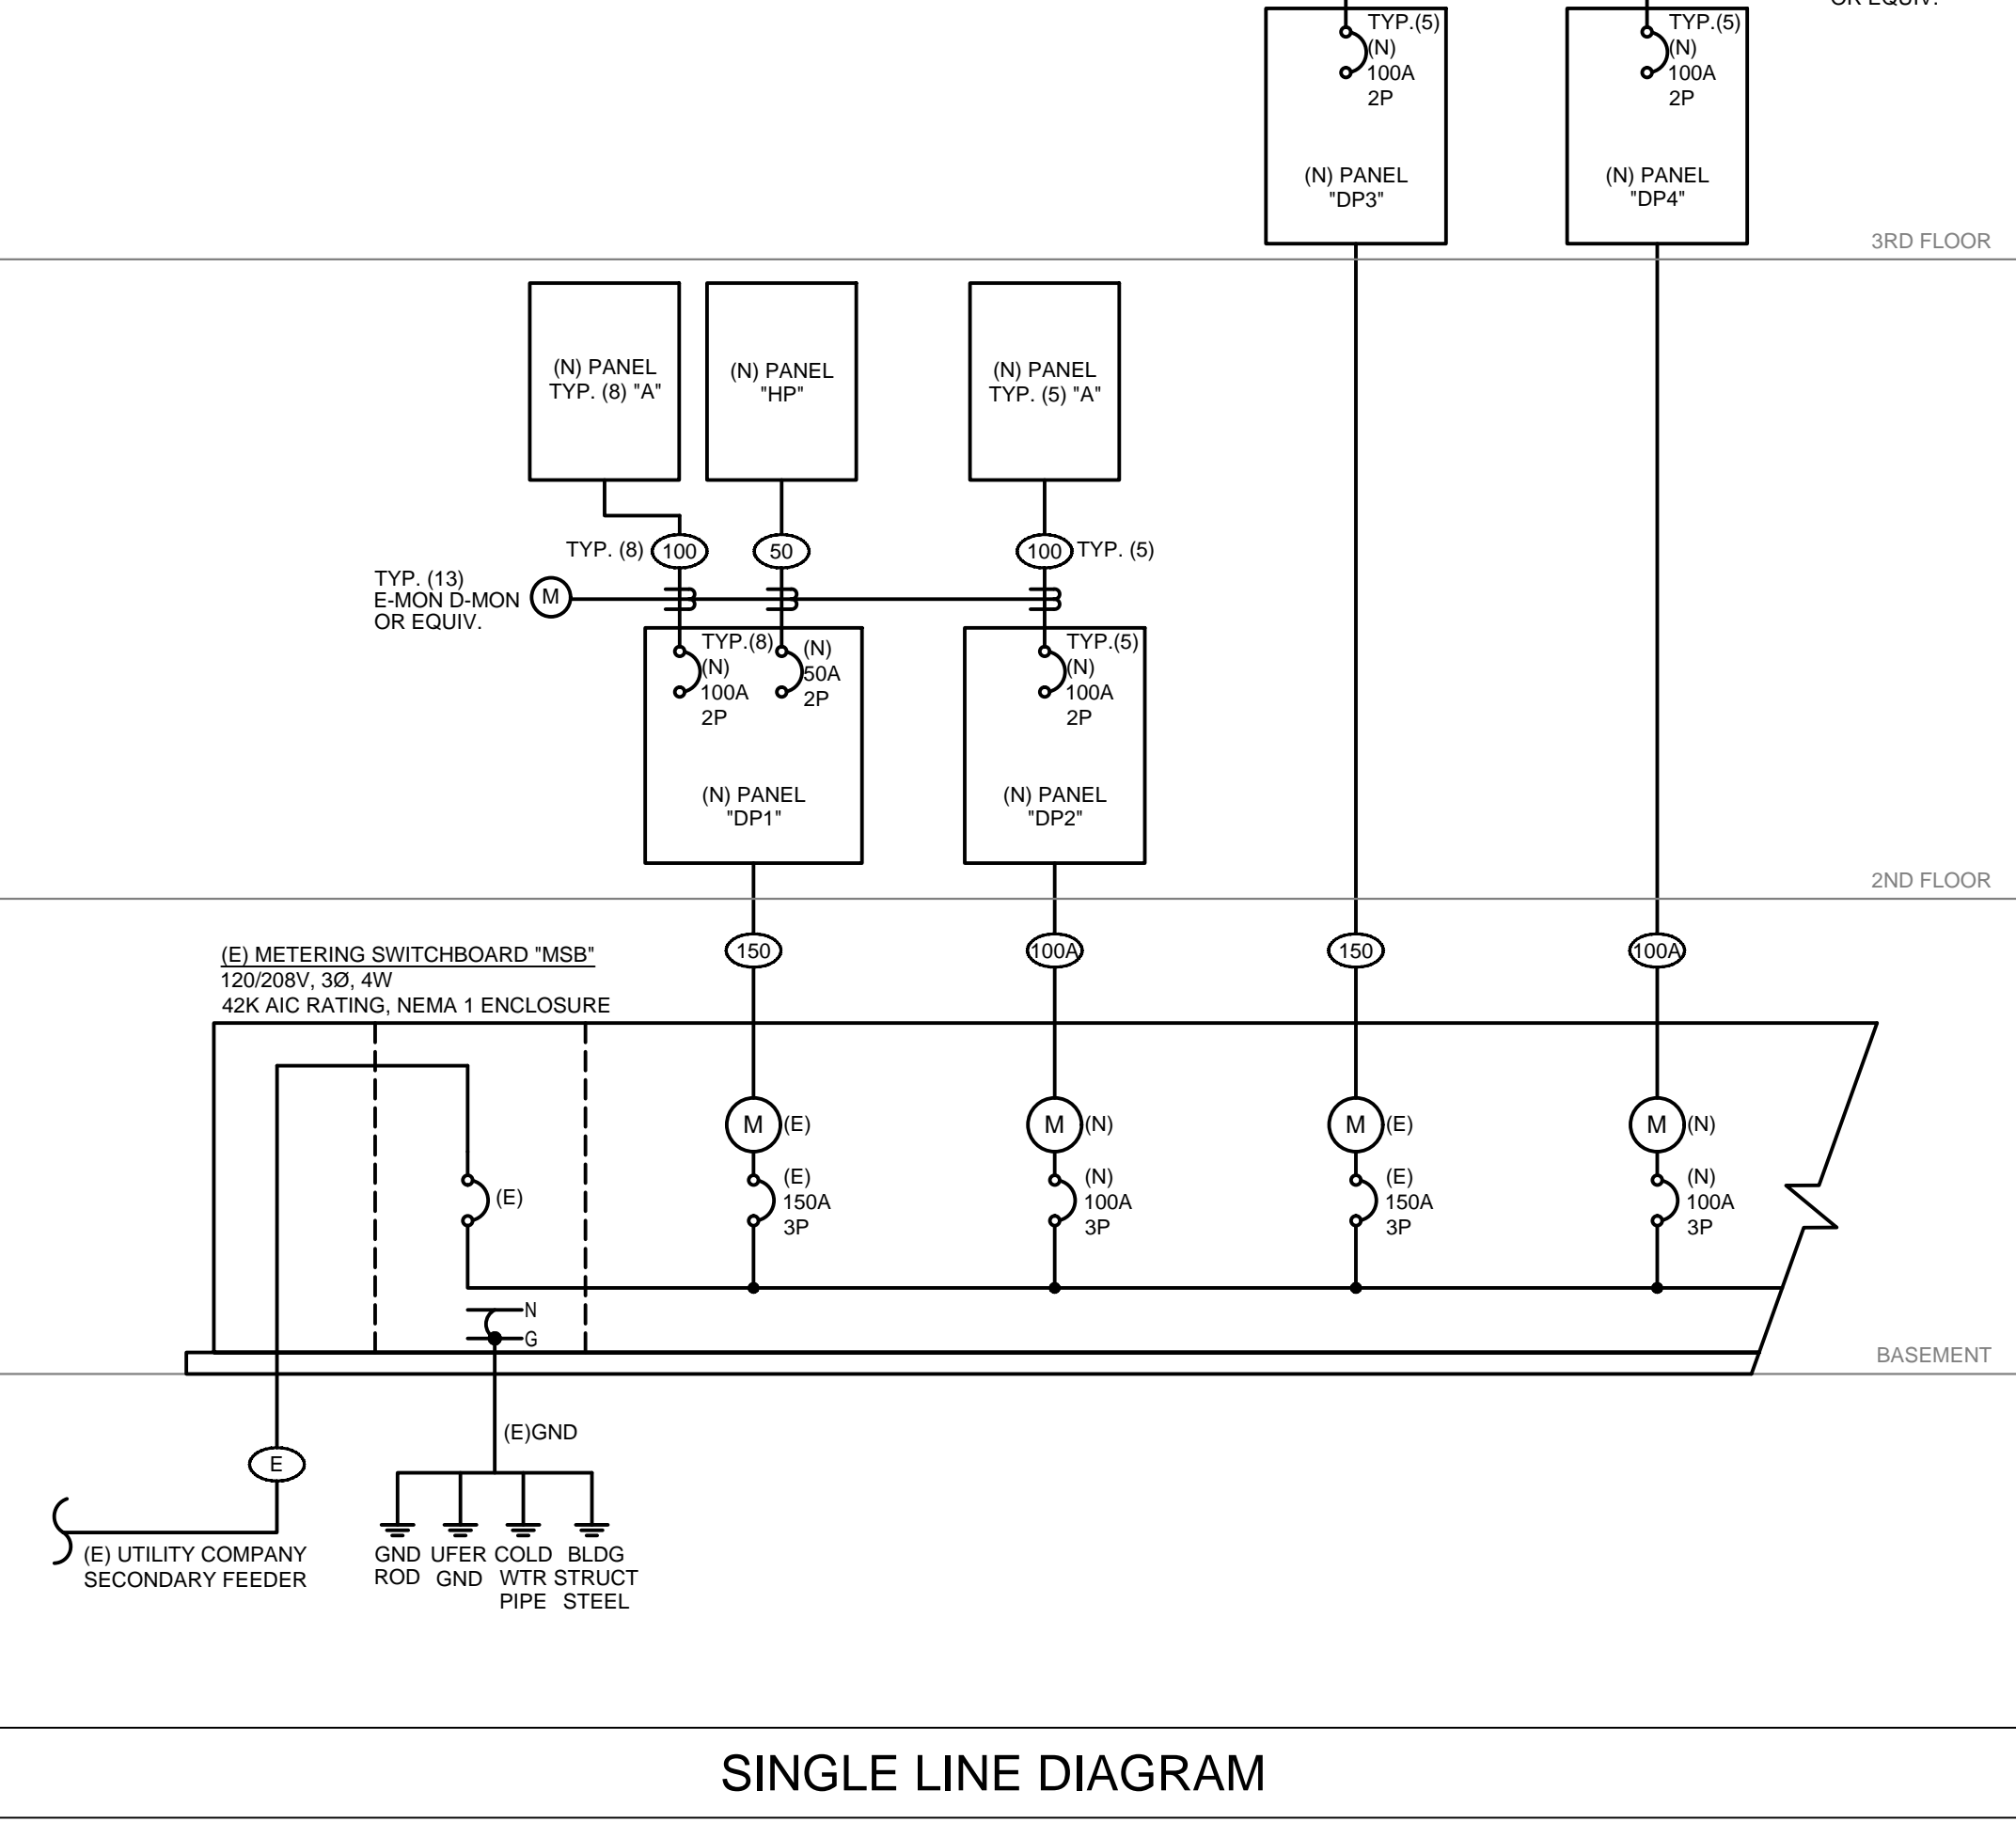 OR EQUIV.
TYP.(5)
(N)
100A
2P
(N) PANEL
"DP3"
TYP.(5)
(N)
100A
2P
(N) PANEL
"DP4"
3RD FLOOR
(N) PANEL
TYP. (8) "A"
(N) PANEL
"HP"
(N) PANEL
TYP. (5) "A"
TYP. (8)
100
50
100
TYP. (5)
TYP. (13)
E-MON D-MON
OR EQUIV.
M
TYP.(8)
(N)
100A
2P
(N)
50A
2P
(N) PANEL
"DP1"
TYP.(5)
(N)
100A
2P
(N) PANEL
"DP2"
2ND FLOOR
150
100A
150
100A
(E) METERING SWITCHBOARD "MSB"
120/208V, 3Ø, 4W
42K AIC RATING, NEMA 1 ENCLOSURE
(E)
M
(E)
(E)
150A
3P
M
(N)
(N)
100A
3P
M
(E)
(E)
150A
3P
M
(N)
(N)
100A
3P
N
G
BASEMENT
(E)GND
E
(E) UTILITY COMPANY
SECONDARY FEEDER
GND
ROD
UFER
GND
COLD
WTR
PIPE
BLDG
STRUCT
STEEL
SINGLE LINE DIAGRAM